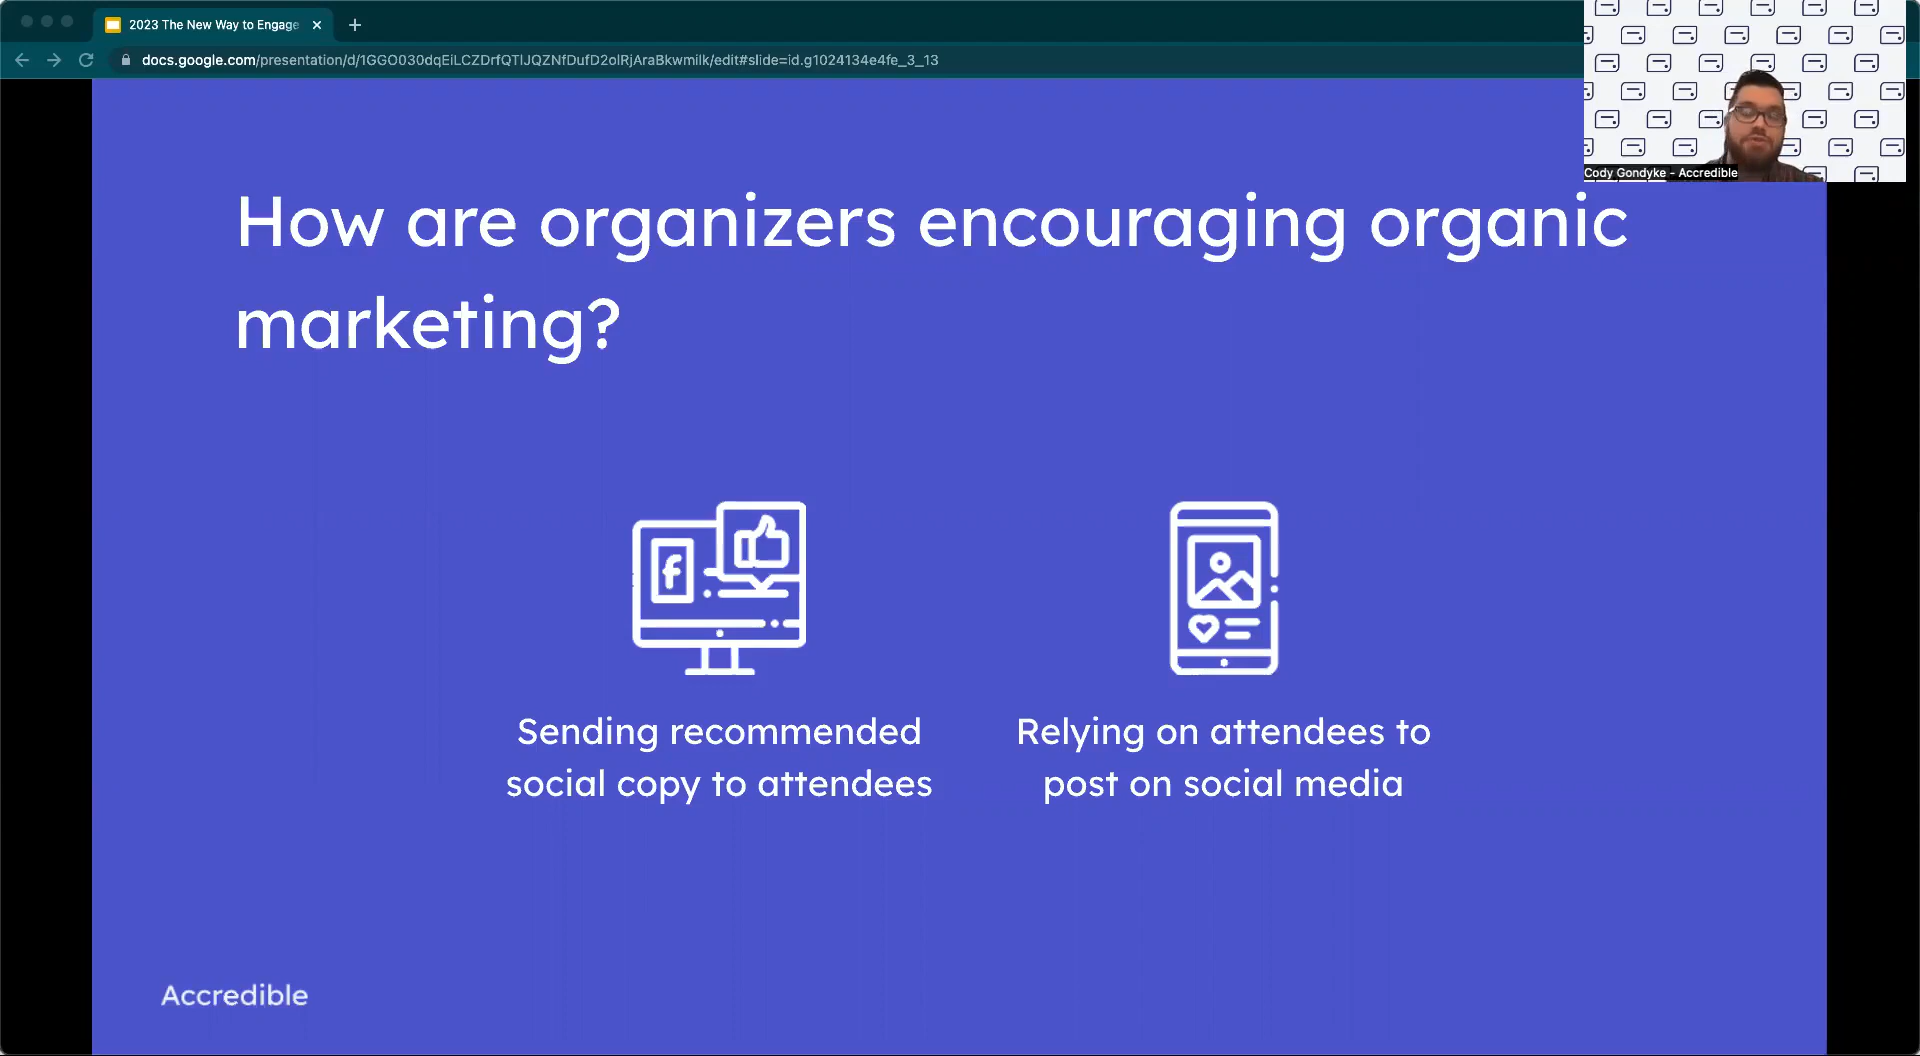 2023 The New Way to Engage
docs.google.com/presentation/d/1GGO030dqEiLCZDrfQTlJQZNfDufD2olRjAraBkwmilk/edit#slide=id.g1024134e4fe_3_13
Cody Gondyke - Accredible
How are organizers encouraging organic
marketing?
f
Sending recommended
social copy to attendees
Relying on attendees to
post on social media
Accredible